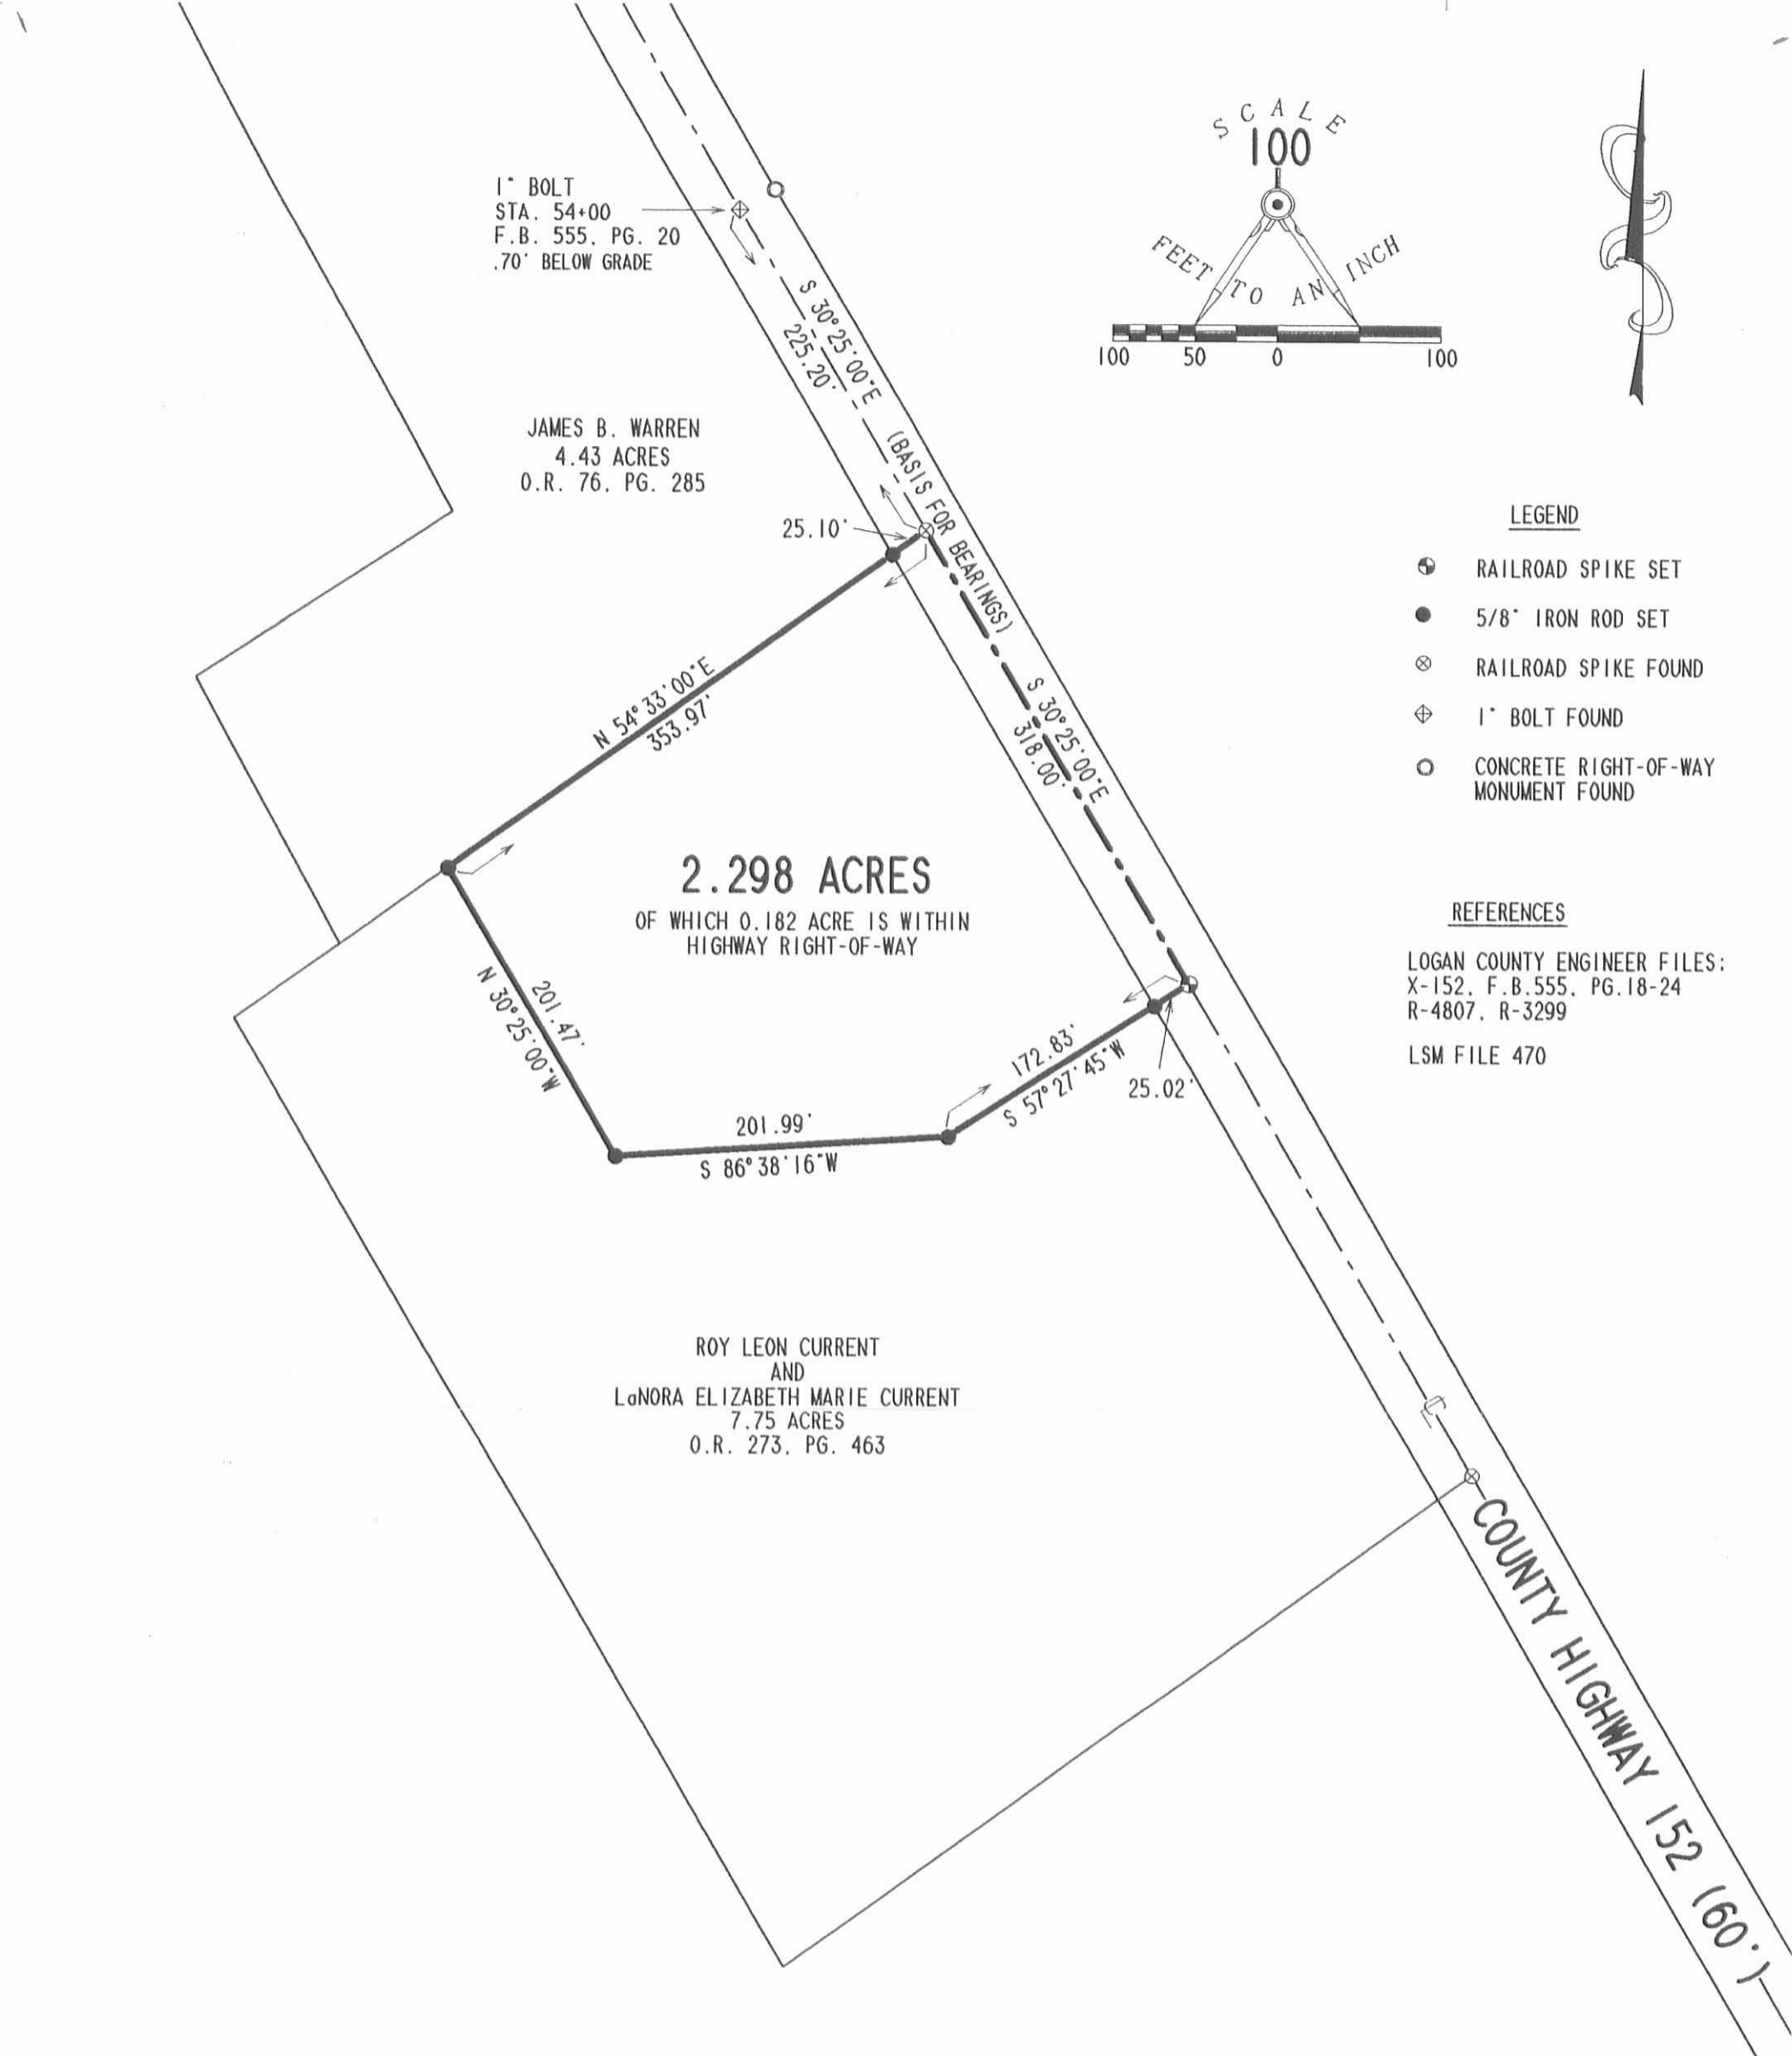 SCALE
100
FEET TO AN INCH
100 50 0 100
1" BOLT
STA. 54+00
F.B. 555, PG. 20
.70' BELOW GRADE
S 30°25'00"E (BASIS FOR BEARINGS)
225.20'
JAMES B. WARREN
4.43 ACRES
O.R. 76, PG. 285
25.10'
LEGEND
RAILROAD SPIKE SET
5/8" IRON ROD SET
RAILROAD SPIKE FOUND
1" BOLT FOUND
CONCRETE RIGHT-OF-WAY
MONUMENT FOUND
N 54°33'00"E
353.97'
S 30°25'00"E
318.00'
2.298 ACRES
OF WHICH 0.182 ACRE IS WITHIN
HIGHWAY RIGHT-OF-WAY
REFERENCES
LOGAN COUNTY ENGINEER FILES:
X-152, F.B.555, PG.18-24
R-4807, R-3299
LSM FILE 470
201.47'
N 30°25'00"W
172.83'
S 57°27'45"W
25.02'
201.99'
S 86°38'16"W
ROY LEON CURRENT
AND
LaNORA ELIZABETH MARIE CURRENT
7.75 ACRES
O.R. 273, PG. 463
COUNTY HIGHWAY 152 (60')